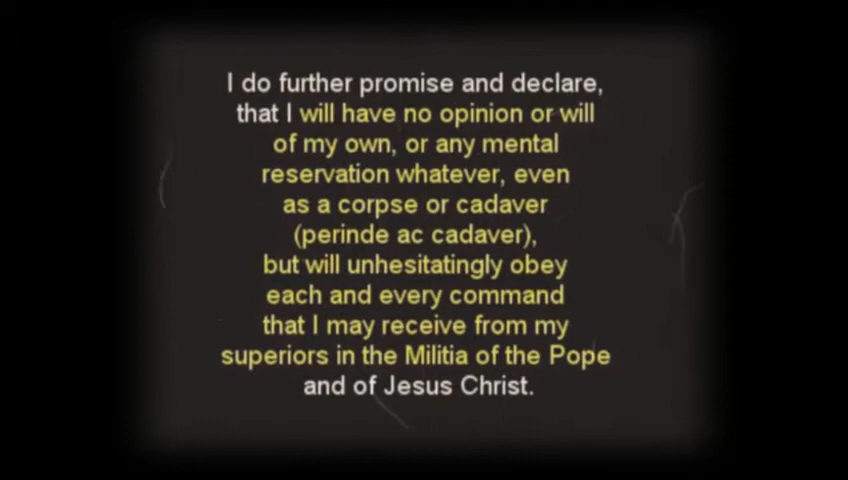 I do further promise and declare,
that I will have no opinion or will
of my own, or any mental
reservation whatever, even
as a corpse or cadaver
(perinde ac cadaver),
but will unhesitatingly obey
each and every command
that I may receive from my
superiors in the Militia of the Pope
and of Jesus Christ.